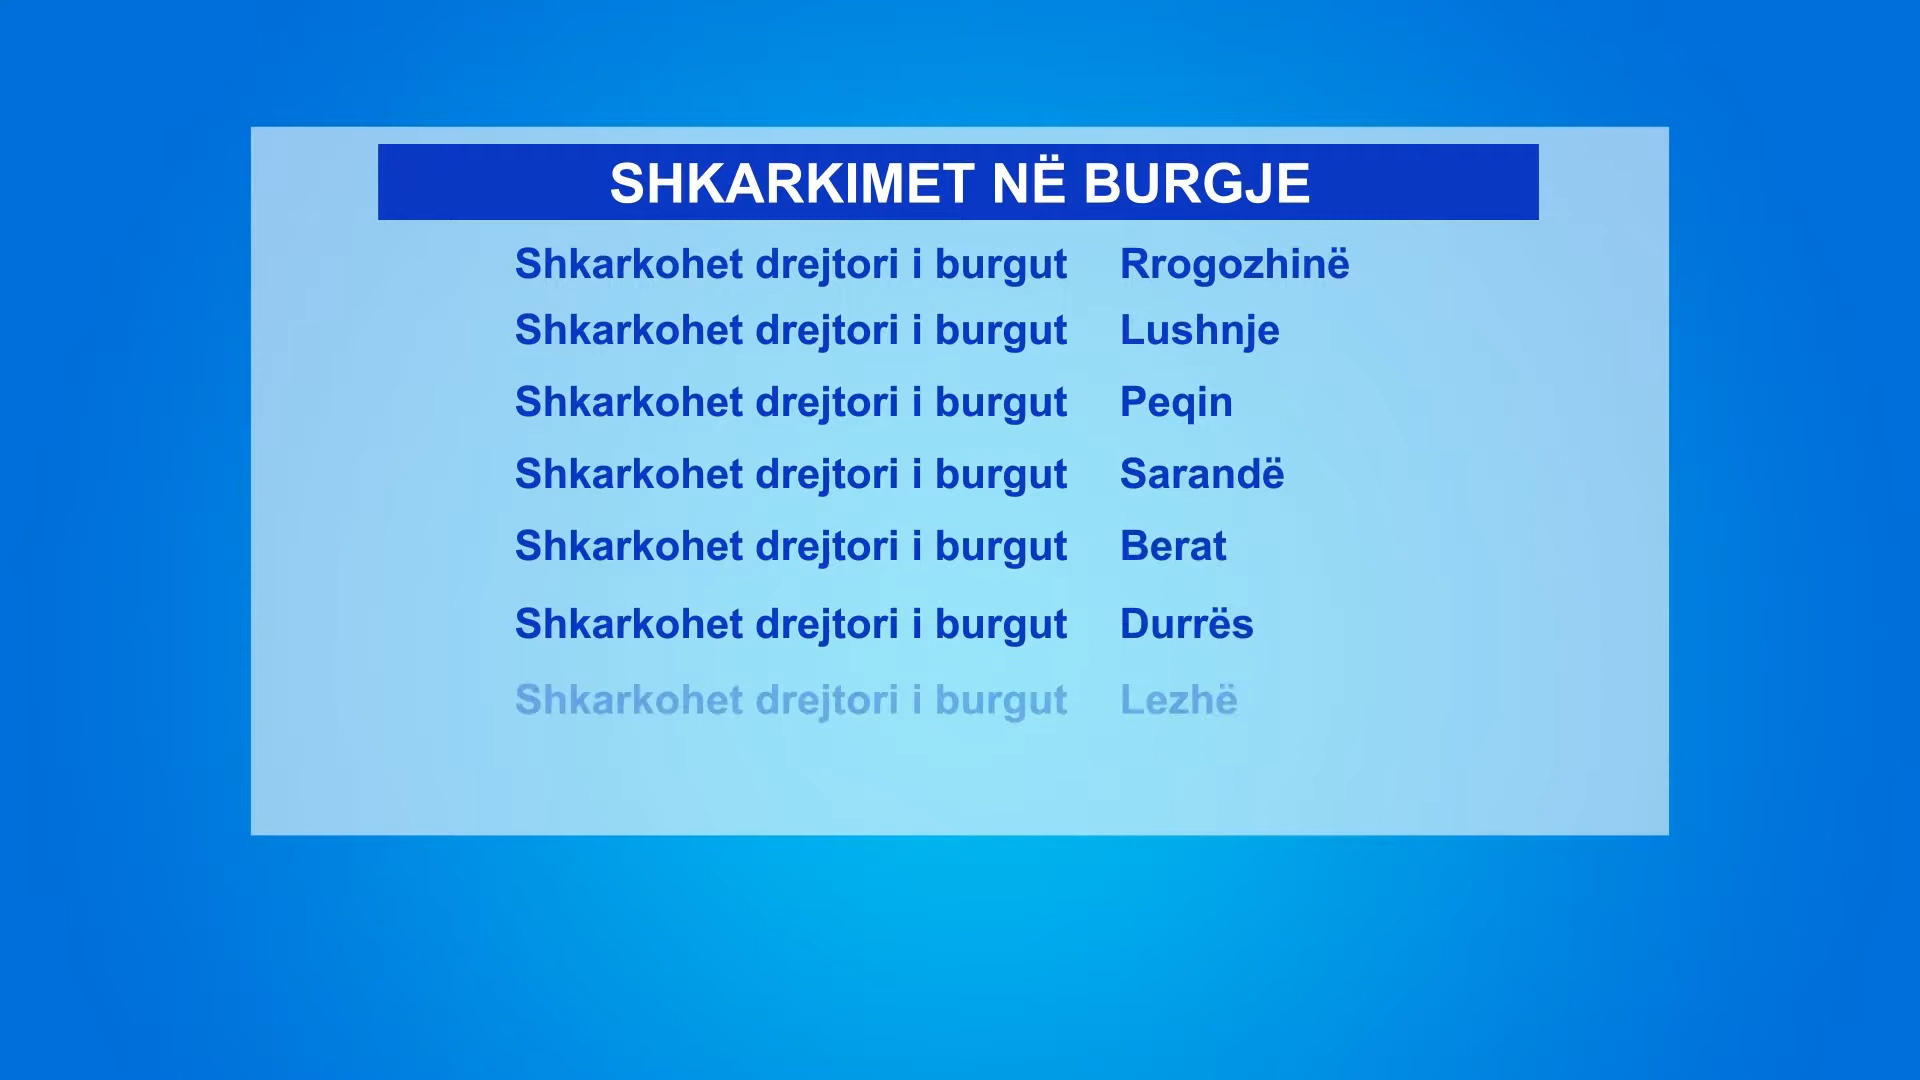 SHKARKIMET NË BURGJE
Shkarkohet drejtori i burgut Rrogozhinë
Shkarkohet drejtori i burgut Lushnje
Shkarkohet drejtori i burgut Peqin
Shkarkohet drejtori i burgut Sarandë
Shkarkohet drejtori i burgut Berat
Shkarkohet drejtori i burgut Durrës
Shkarkohet drejtori i burgut Lezhë